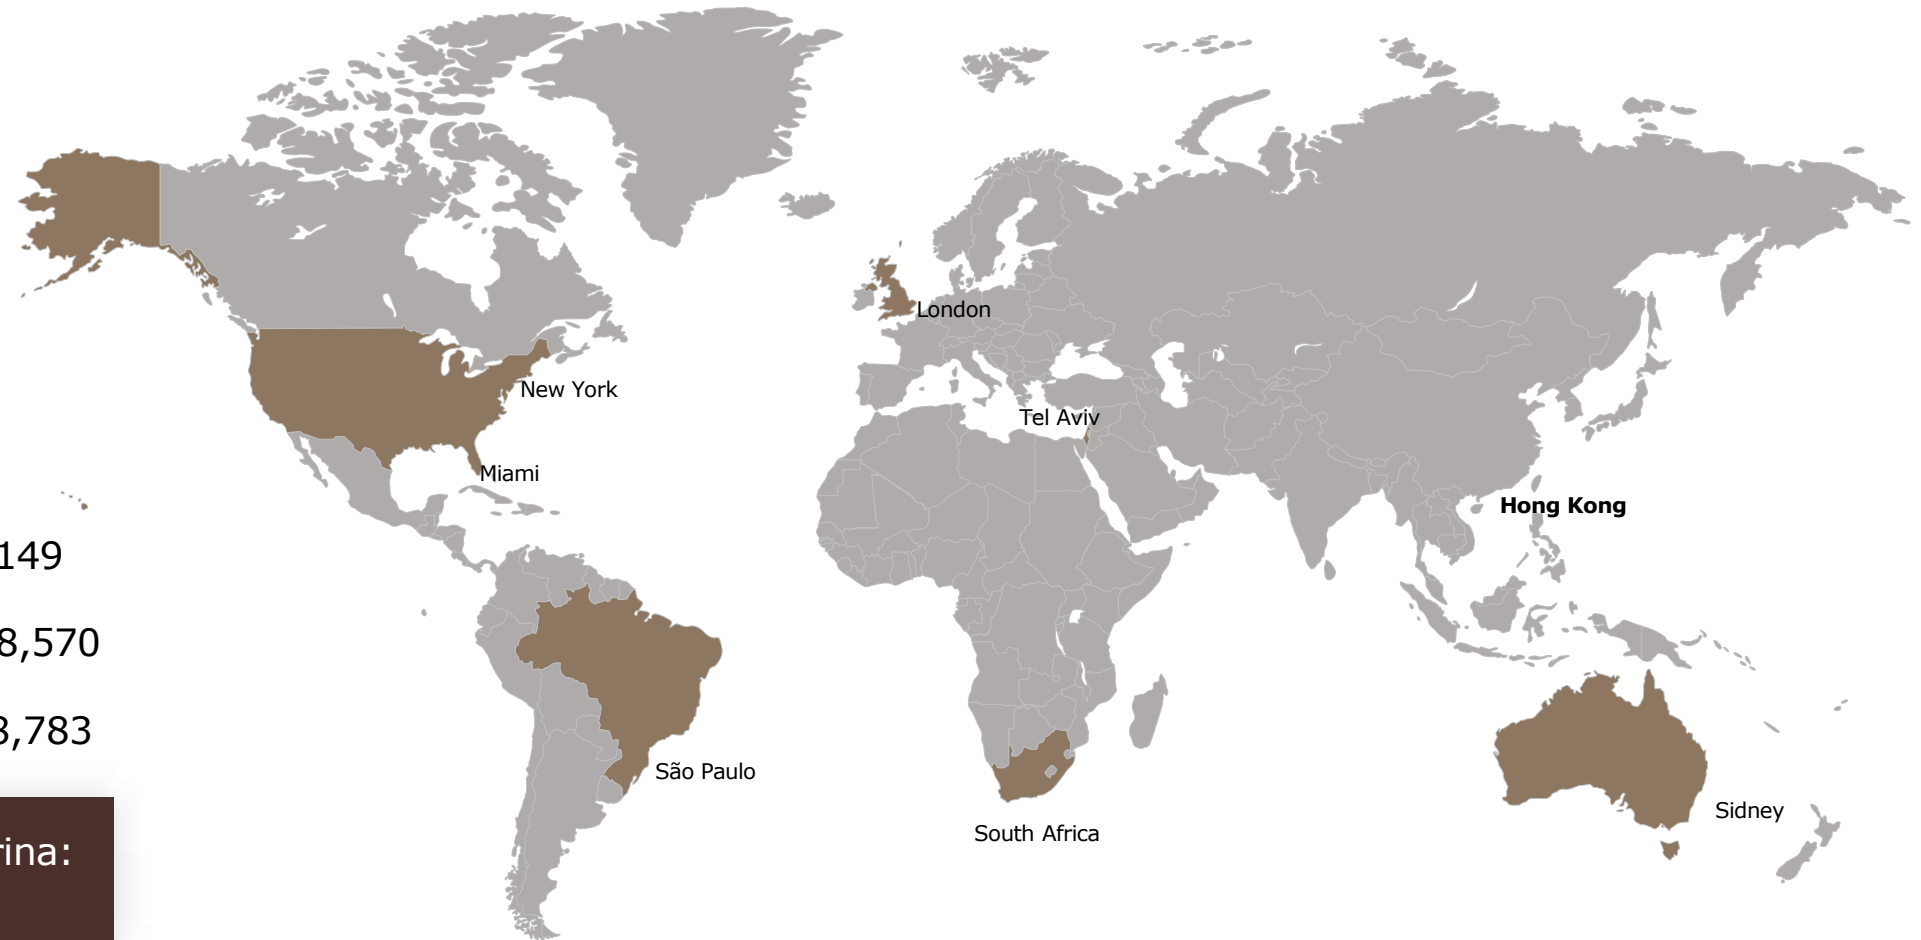 London
New York
Tel Aviv
Miami
Hong Kong
149
8,570
3,783
São Paulo
Sidney
South Africa
rina: